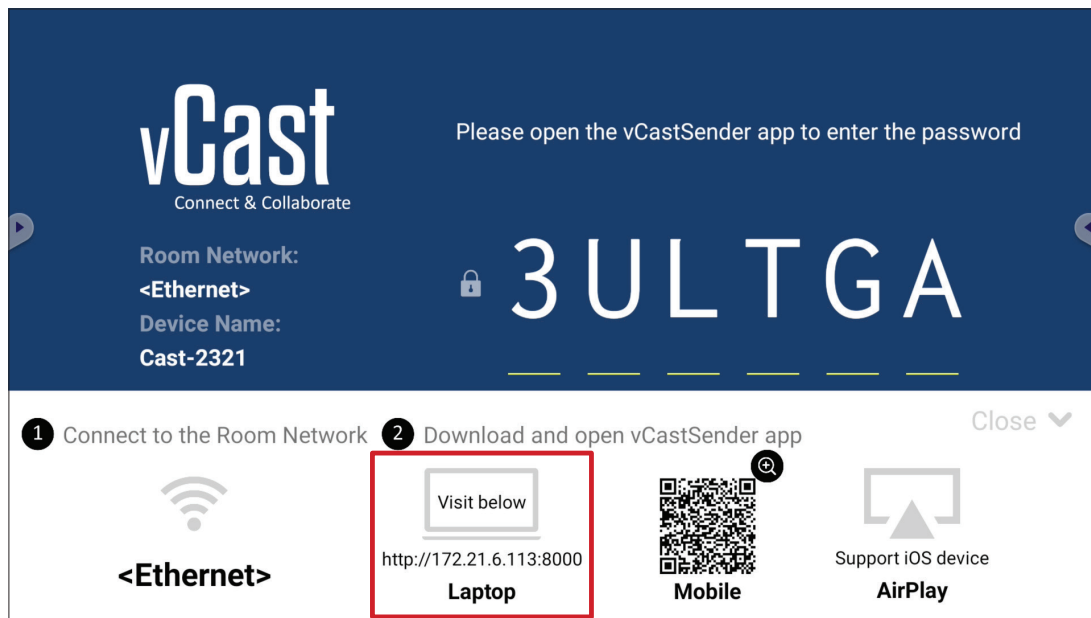 vCast
Connect & Collaborate
Please open the vCastSender app to enter the password
Room Network:
<Ethernet>
Device Name:
Cast-2321
3ULTGA
Close
1 Connect to the Room Network
2 Download and open vCastSender app
<Ethernet>
Visit below
http://172.21.6.113:8000
Laptop
Mobile
Support iOS device
AirPlay